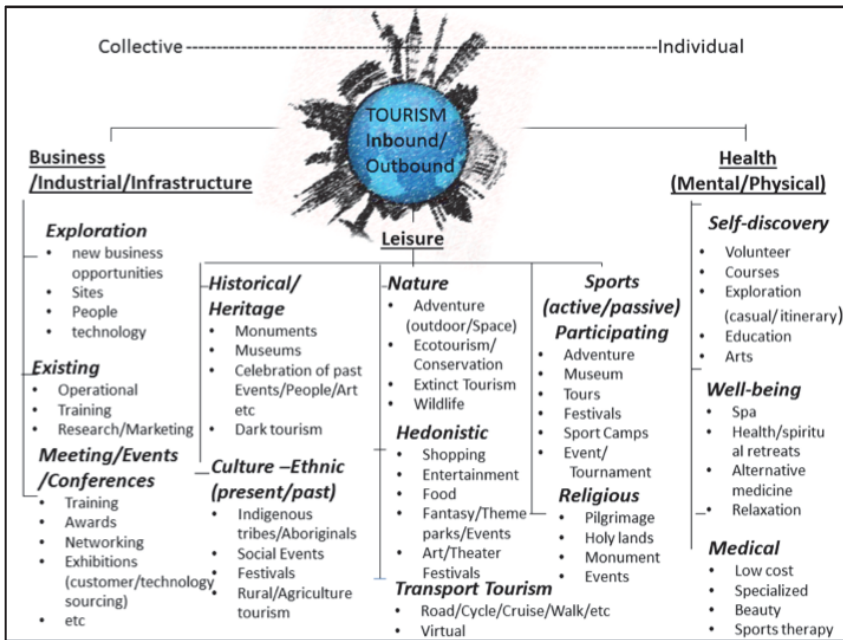 Collective ------------------------------------------------ Individual
TOURISM
Inbound/
Outbound
Business
/Industrial/Infrastructure
Exploration
• new business
opportunities
• Sites
• People
• technology
Existing
• Operational
• Training
• Research/Marketing
Meeting/Events
/Conferences
• Training
• Awards
• Networking
• Exhibitions
(customer/technology
sourcing)
• etc
Leisure
Historical/
Heritage
• Monuments
• Museums
• Celebration of past
Events/People/Art
etc
• Dark tourism
Culture –Ethnic
(present/past)
• Indigenous
tribes/Aboriginals
• Social Events
• Festivals
• Rural/Agriculture
tourism
Nature
• Adventure
(outdoor/Space)
• Ecotourism/
Conservation
• Extinct Tourism
• Wildlife
Hedonistic
• Shopping
• Entertainment
• Food
• Fantasy/Theme
parks/Events
• Art/Theater
Festivals
Transport Tourism
• Road/Cycle/Cruise/Walk/etc
• Virtual
Sports
(active/passive)
Participating
• Adventure
• Museum
• Tours
• Festivals
• Sport Camps
• Event/
Tournament
Religious
• Pilgrimage
• Holy lands
• Monument
• Events
Health
(Mental/Physical)
Self-discovery
• Volunteer
• Courses
• Exploration
(casual/itinerary)
• Education
• Arts
Well-being
• Spa
• Health/spiritu
al retreats
• Alternative
medicine
• Relaxation
Medical
• Low cost
• Specialized
• Beauty
• Sports therapy